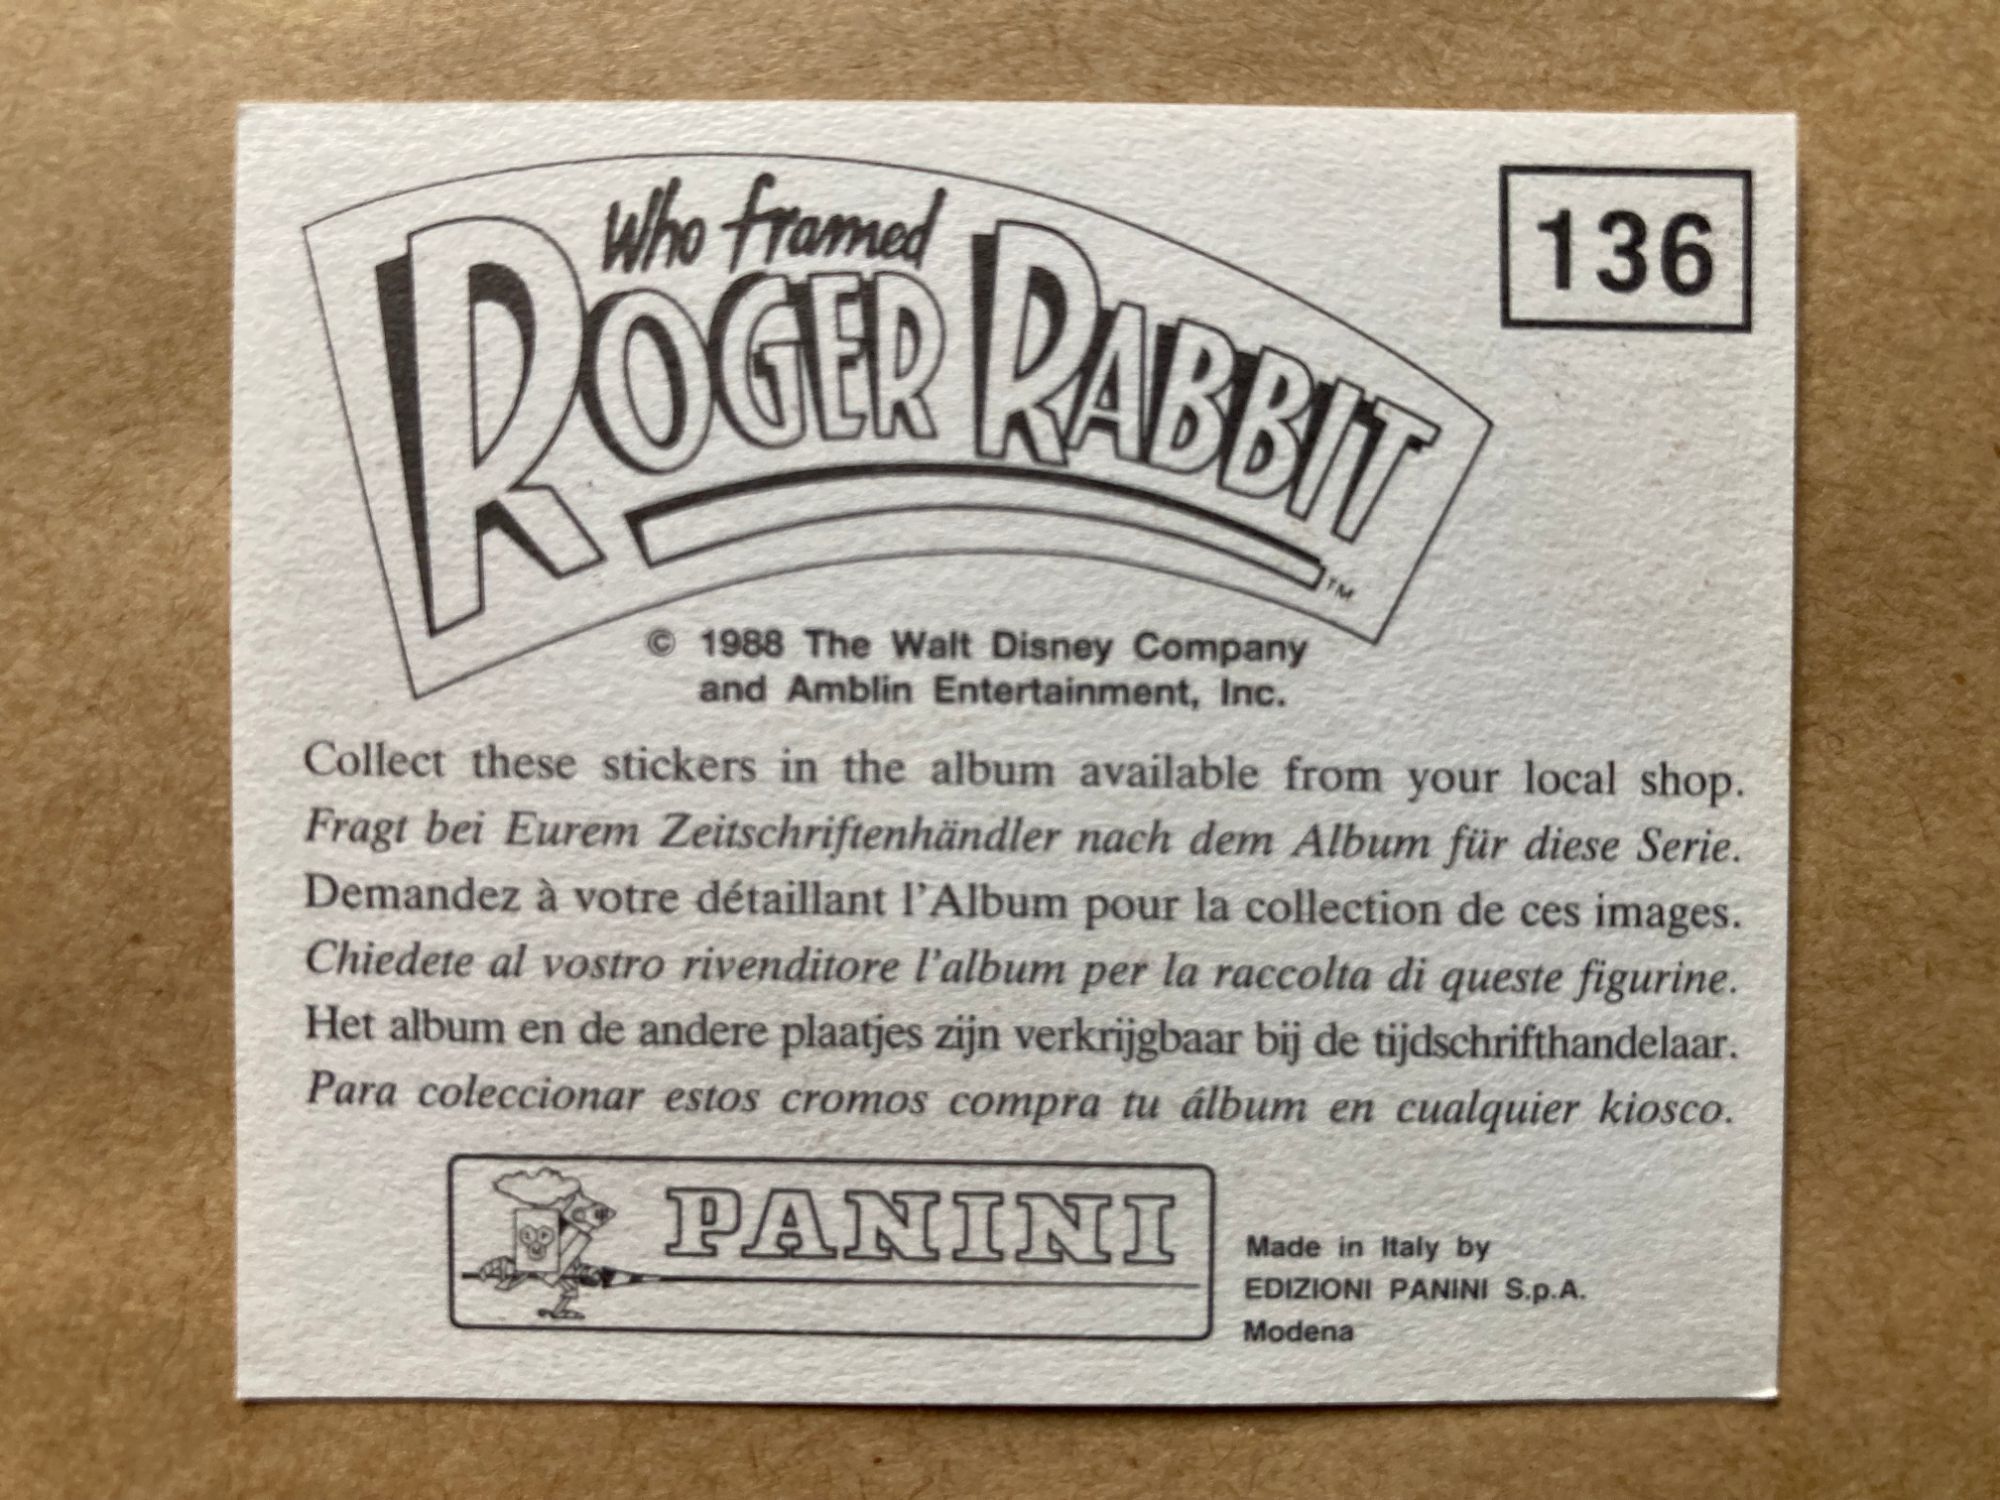 136
Who framed
ROGER RABBIT
TM
© 1988 The Walt Disney Company
and Amblin Entertainment, Inc.
Collect these stickers in the album available from your local shop.
Fragt bei Eurem Zeitschriftenhändler nach dem Album für diese Serie.
Demandez à votre détaillant l'Album pour la collection de ces images.
Chiedete al vostro rivenditore l'album per la raccolta di queste figurine.
Het album en de andere plaatjes zijn verkrijgbaar bij de tijdschrifthandelaar.
Para coleccionar estos cromos compra tu álbum en cualquier kiosco.
PANINI
Made in Italy by
EDIZIONI PANINI S.p.A.
Modena